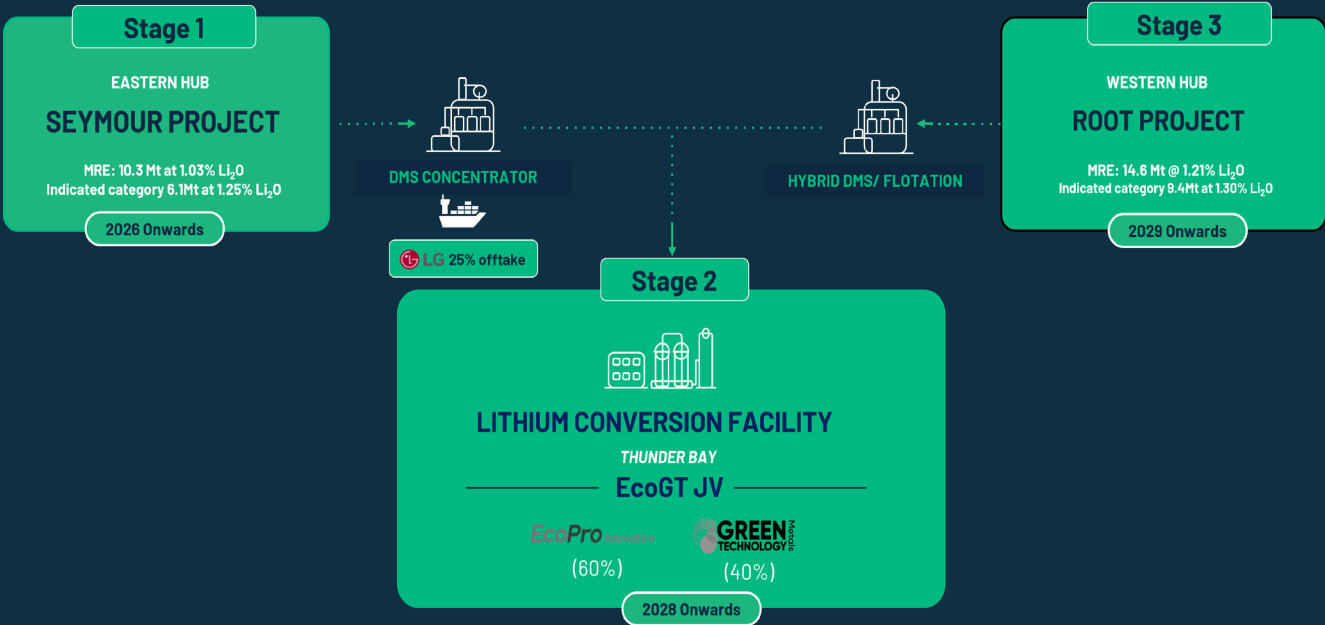 Stage 1
EASTERN HUB
SEYMOUR PROJECT
MRE: 10.3 Mt at 1.03% Li₂O
Indicated category 6.1Mt at 1.25% Li₂O
2026 Onwards
DMS CONCENTRATOR
LG 25% offtake
HYBRID DMS/ FLOTATION
Stage 3
WESTERN HUB
ROOT PROJECT
MRE: 14.6 Mt @ 1.21% Li₂O
Indicated category 9.4Mt at 1.30% Li₂O
2029 Onwards
Stage 2
LITHIUM CONVERSION FACILITY
THUNDER BAY
EcoGT JV
EcoPro Innovation
(60%)
GREEN
TECHNOLOGY
Metals
(40%)
2028 Onwards